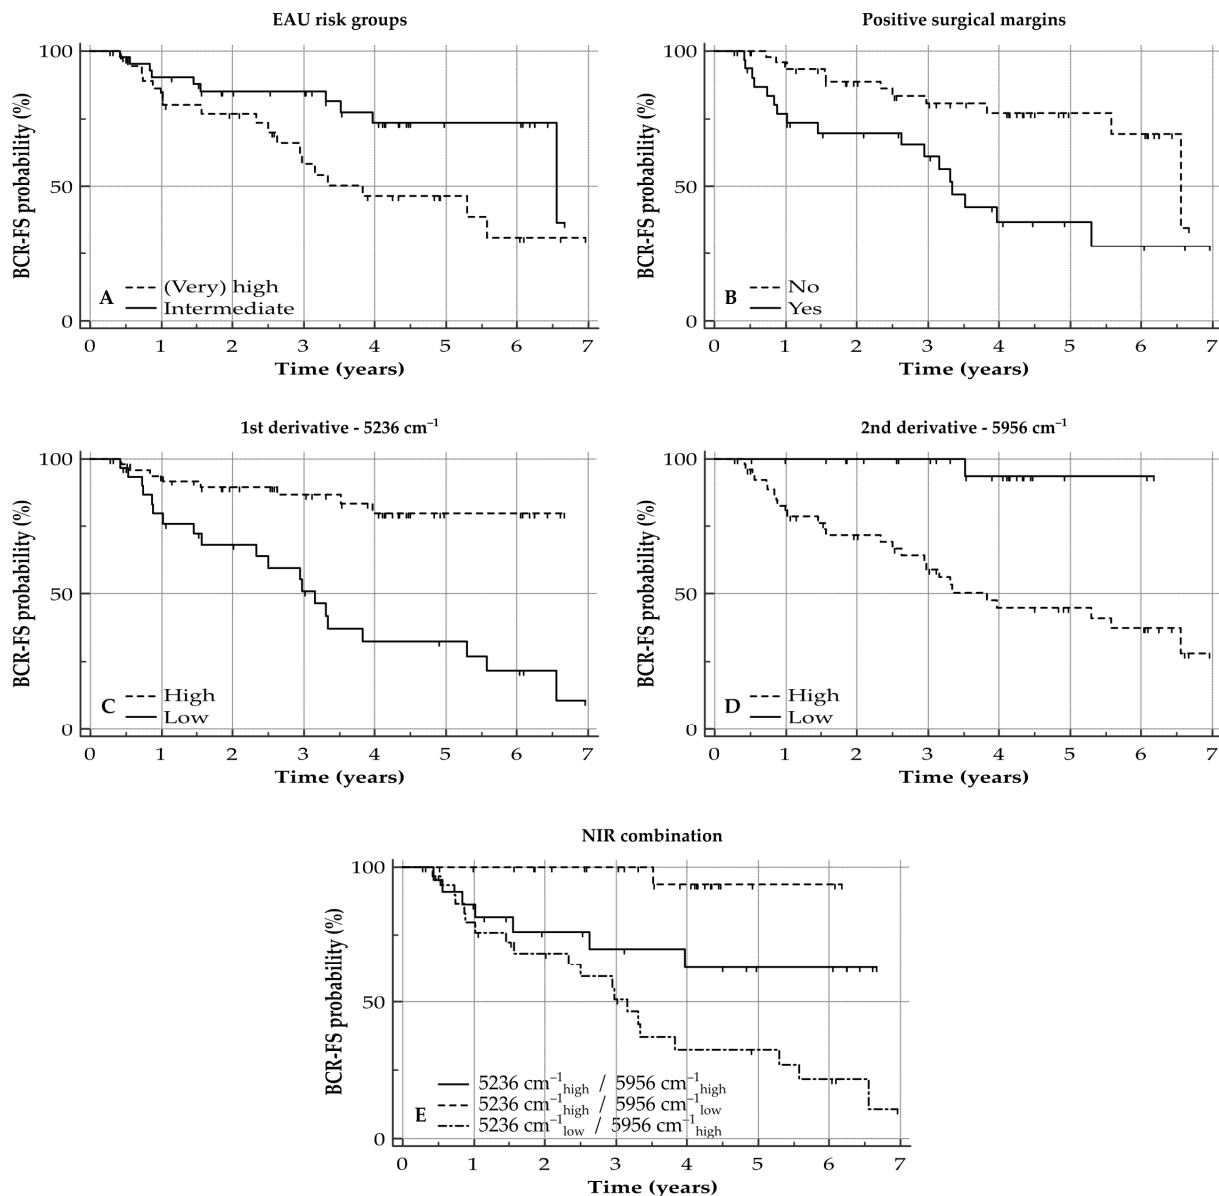 EAU risk groups
BCR-FS probability (%)
100
50
0
A
(Very) high
Intermediate
0 1 2 3 4 5 6 7
Time (years)
Positive surgical margins
BCR-FS probability (%)
100
50
0
B
No
Yes
0 1 2 3 4 5 6 7
Time (years)
1st derivative - 5236 cm⁻¹
BCR-FS probability (%)
100
50
0
C
High
Low
0 1 2 3 4 5 6 7
Time (years)
2nd derivative - 5956 cm⁻¹
BCR-FS probability (%)
100
50
0
D
High
Low
0 1 2 3 4 5 6 7
Time (years)
NIR combination
BCR-FS probability (%)
100
50
0
E
5236 cm⁻¹high / 5956 cm⁻¹high
5236 cm⁻¹high / 5956 cm⁻¹low
5236 cm⁻¹low / 5956 cm⁻¹high
0 1 2 3 4 5 6 7
Time (years)